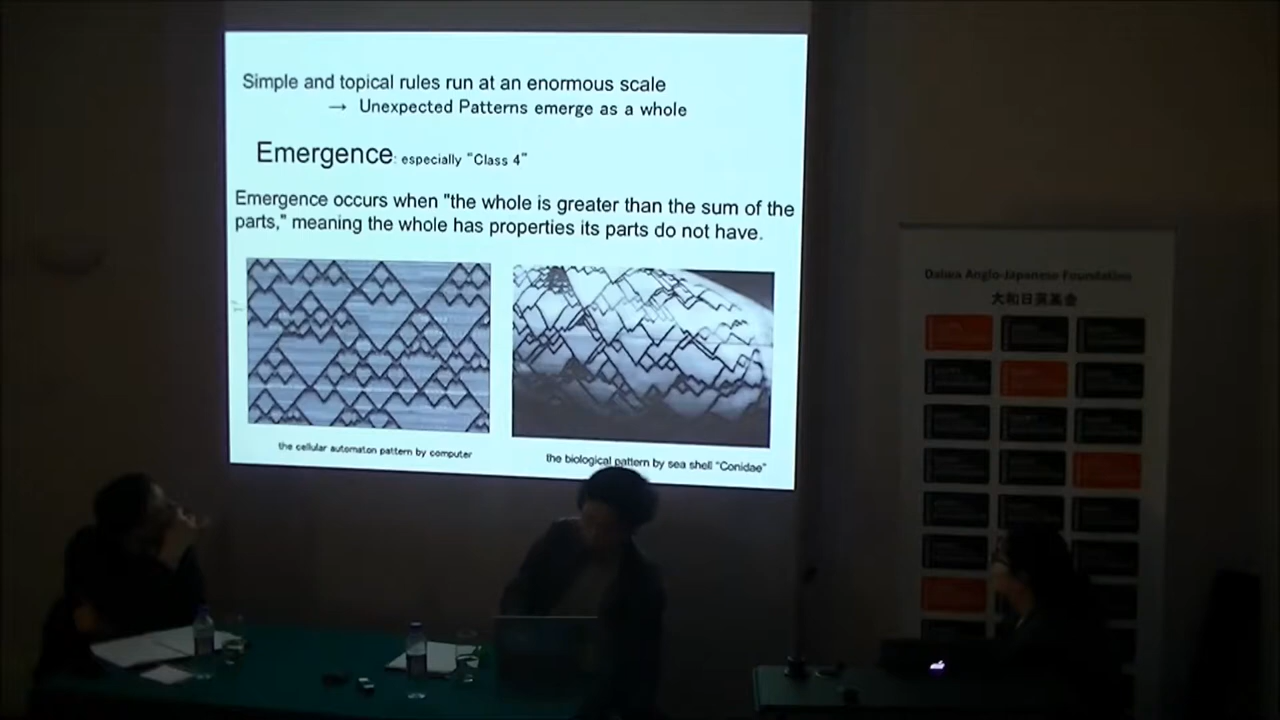 Simple and topical rules run at an enormous scale
→ Unexpected Patterns emerge as a whole
Emergence: especially "Class 4"
Emergence occurs when "the whole is greater than the sum of the
parts," meaning the whole has properties its parts do not have.
the cellular automaton pattern by computer
the biological pattern by sea shell "Conidae"
Daiwa Anglo-Japanese Foundation
大和日英基金